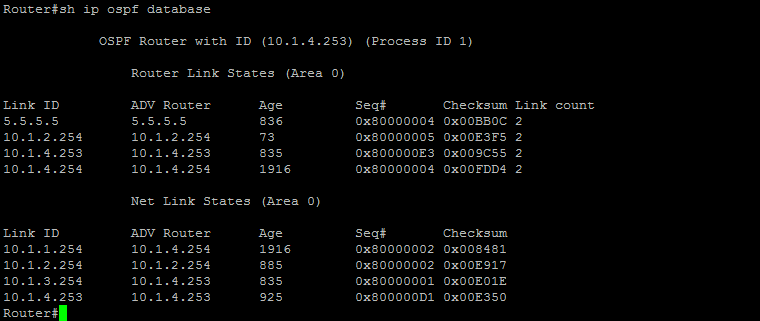 Router#sh ip ospf database
OSPF Router with ID (10.1.4.253) (Process ID 1)
Router Link States (Area 0)
Link ID ADV Router Age Seq# Checksum Link count
5.5.5.5 5.5.5.5 836 0x80000004 0x00BB0C 2
10.1.2.254 10.1.2.254 73 0x80000005 0x00E3F5 2
10.1.4.253 10.1.4.253 835 0x800000E3 0x009C55 2
10.1.4.254 10.1.4.254 1916 0x80000004 0x00FDD4 2
Net Link States (Area 0)
Link ID ADV Router Age Seq# Checksum
10.1.1.254 10.1.4.254 1916 0x80000002 0x008481
10.1.2.254 10.1.2.254 885 0x80000002 0x00E917
10.1.3.254 10.1.4.253 835 0x80000001 0x00E01E
10.1.4.253 10.1.4.253 925 0x800000D1 0x00E350
Router#